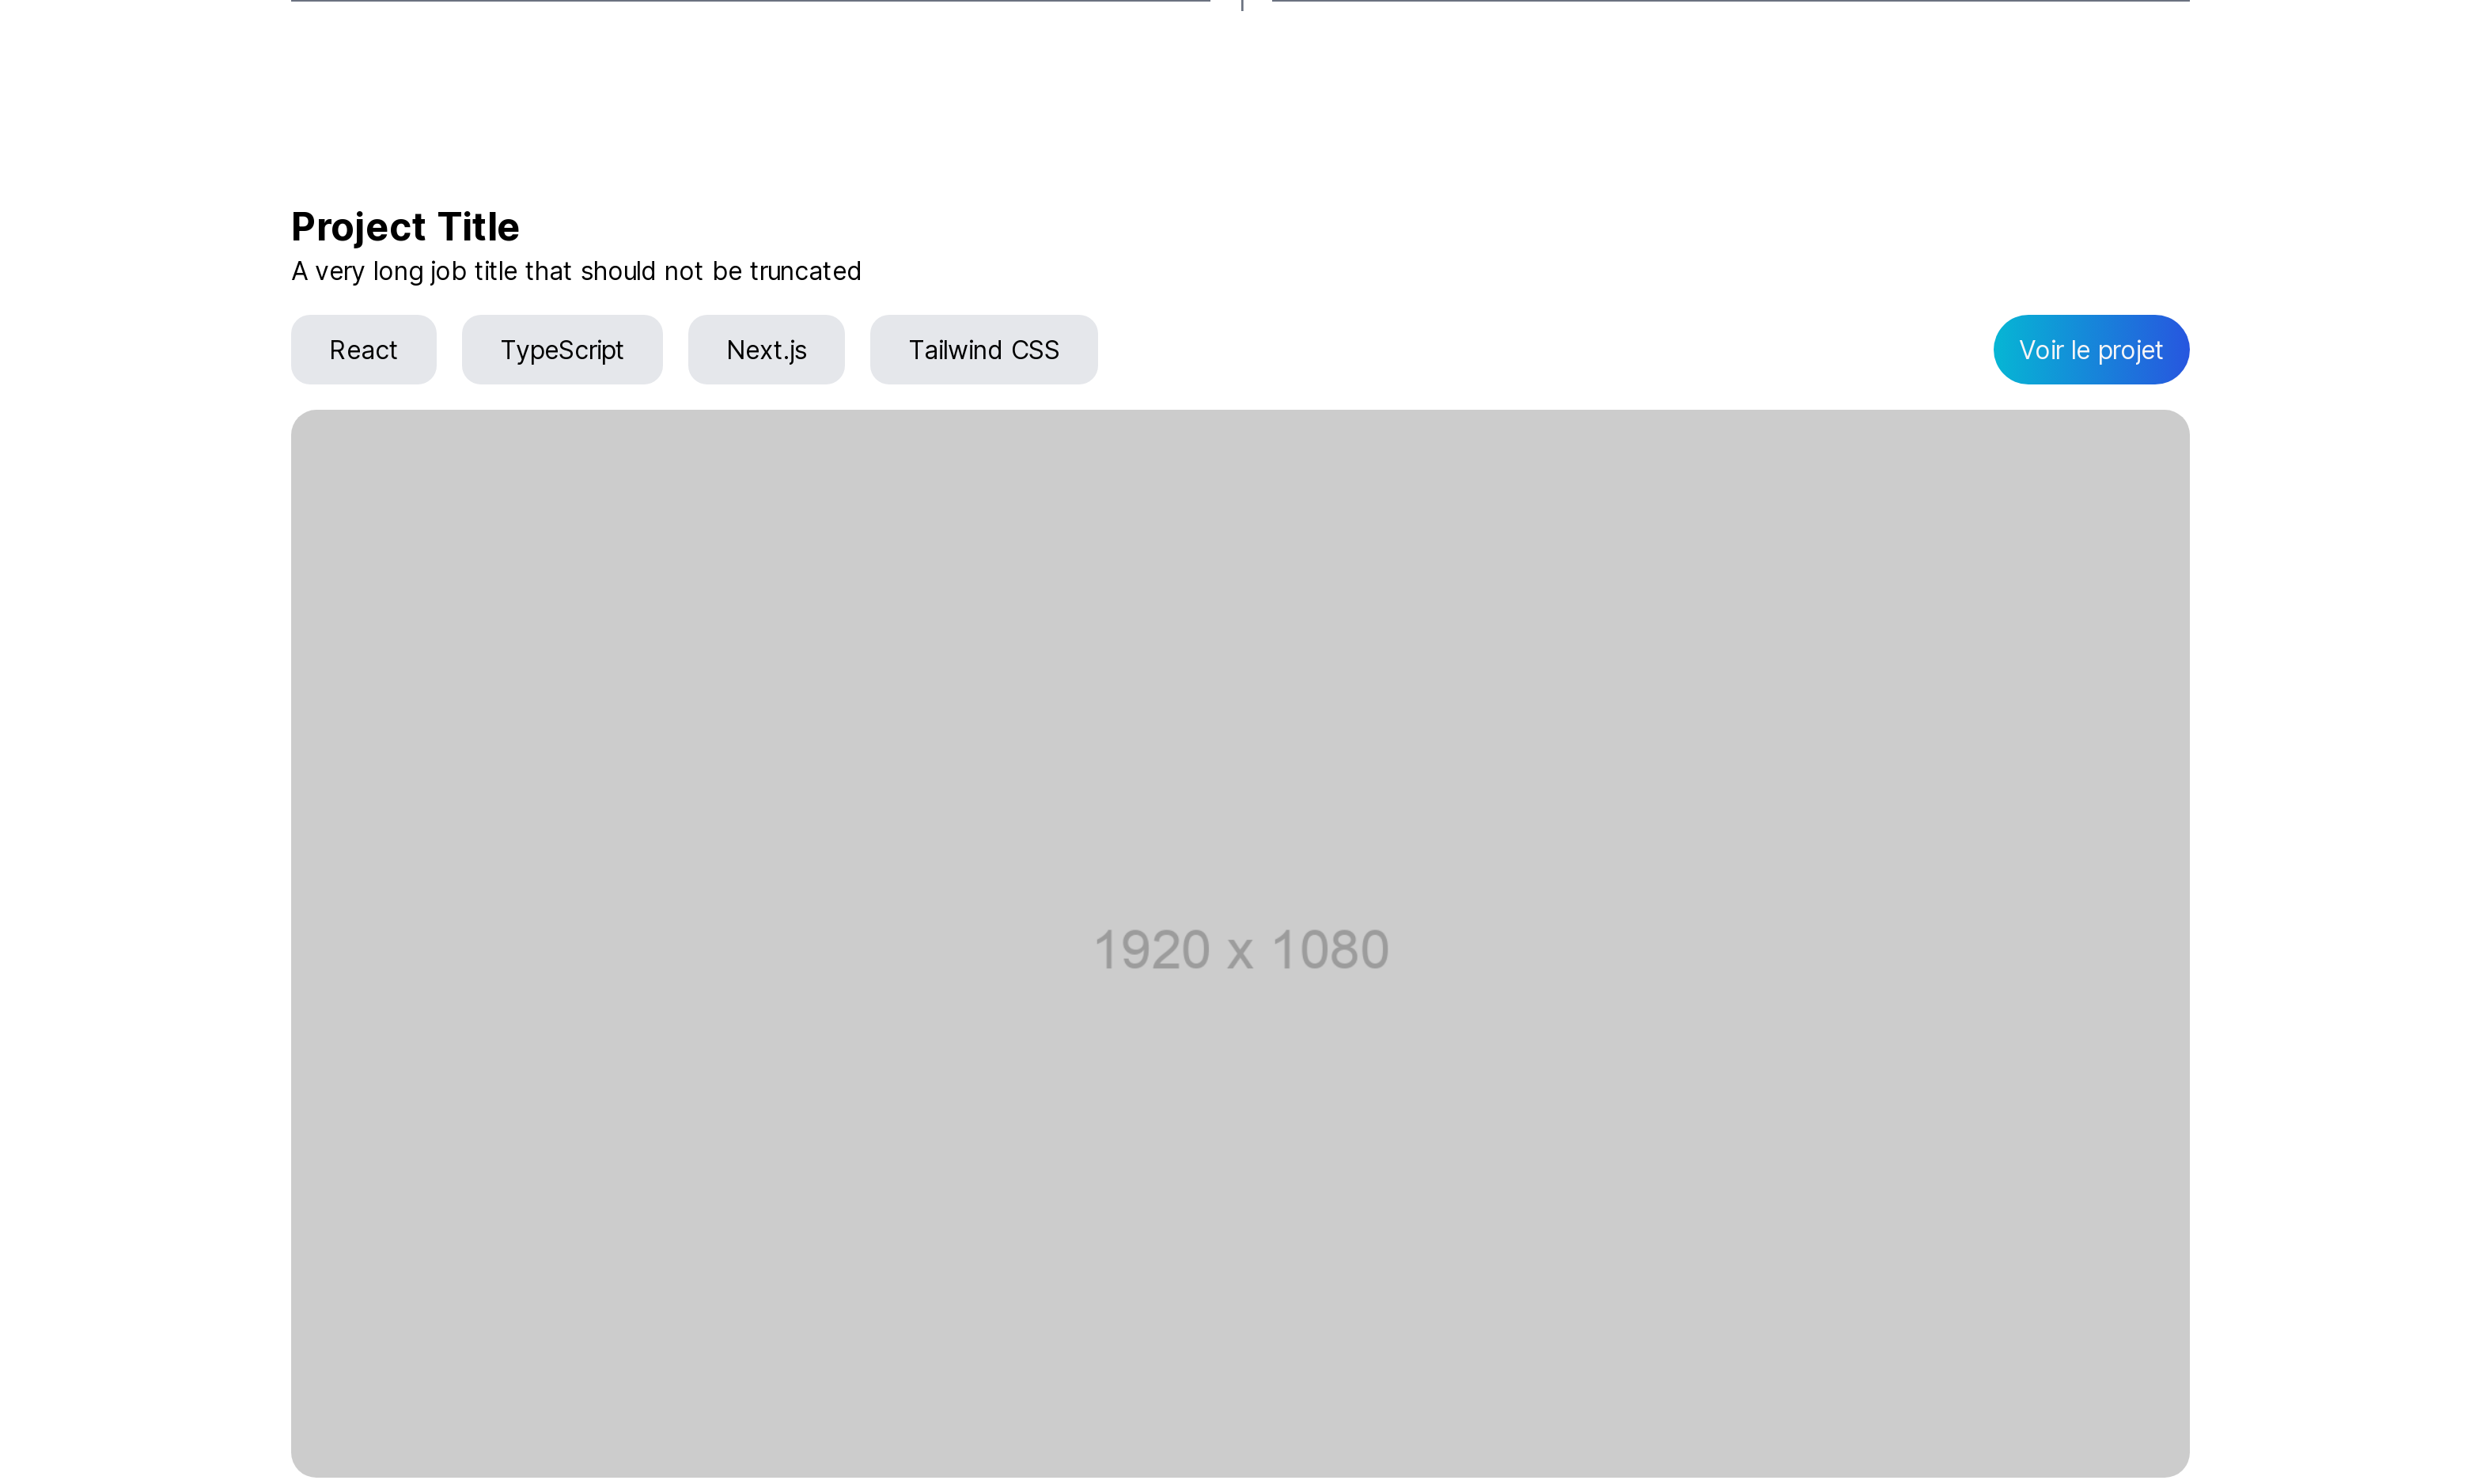 Project Title
A very long job title that should not be truncated
React
TypeScript
Next.js
Tailwind CSS
Voir le projet
1920 x 1080